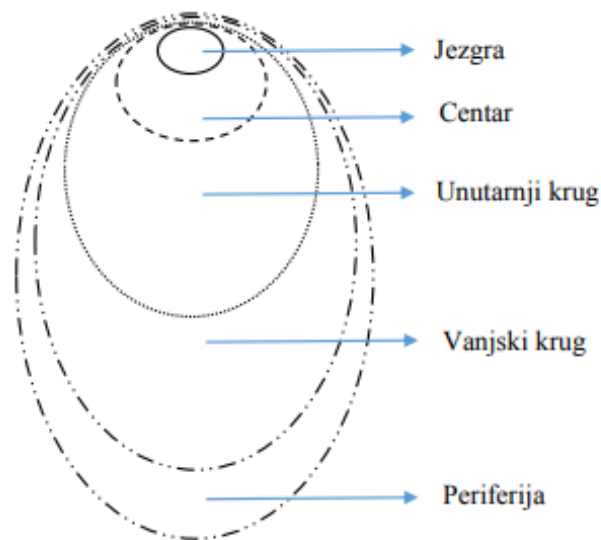 Jezgra
Centar
Unutarnji krug
Vanjski krug
Periferija